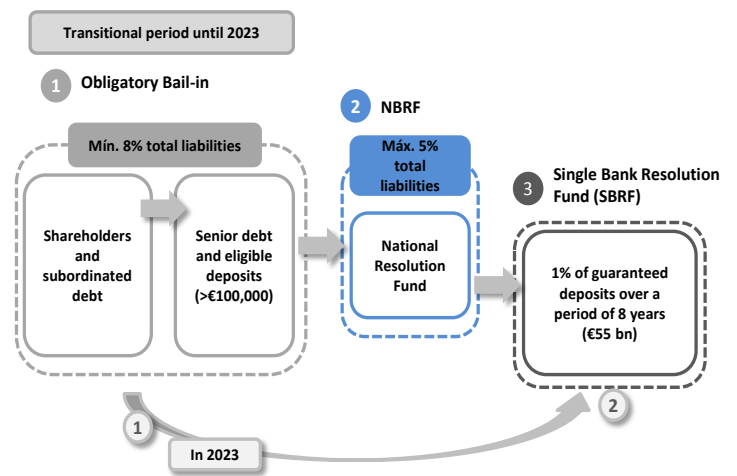 Transitional period until 2023
1 Obligatory Bail-in
2 NBRF
Mín. 8% total liabilities
Máx. 5%
total
liabilities
3 Single Bank Resolution
Fund (SBRF)
Shareholders
and
subordinated
debt
Senior debt
and eligible
deposits
(>€100,000)
National
Resolution
Fund
1% of guaranteed
deposits over a
period of 8 years
(€55 bn)
1
2
In 2023